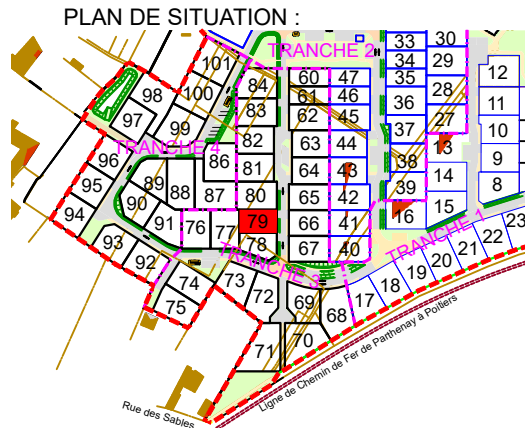 PLAN DE SITUATION :
TRANCHE 2
33 30
101 60 47 34 29 12
98 100 84 61 46 35 28 11
97 99 83 62 45 36 27 10
82 63 44 37 13 9
TRANCHE 4
96 86 81 64 43 38 14 8
95 89 88 87 80 65 42 39 15
94 90 91 76 77 79 66 41 16
93 92 78 67 40
TRANCHE 3
TRANCHE 1
74 73 72 69 17 18 19 20 21 22 23
75 68
71 70
Rue des Sables
Ligne de Chemin de Fer de Parthenay à Poitiers